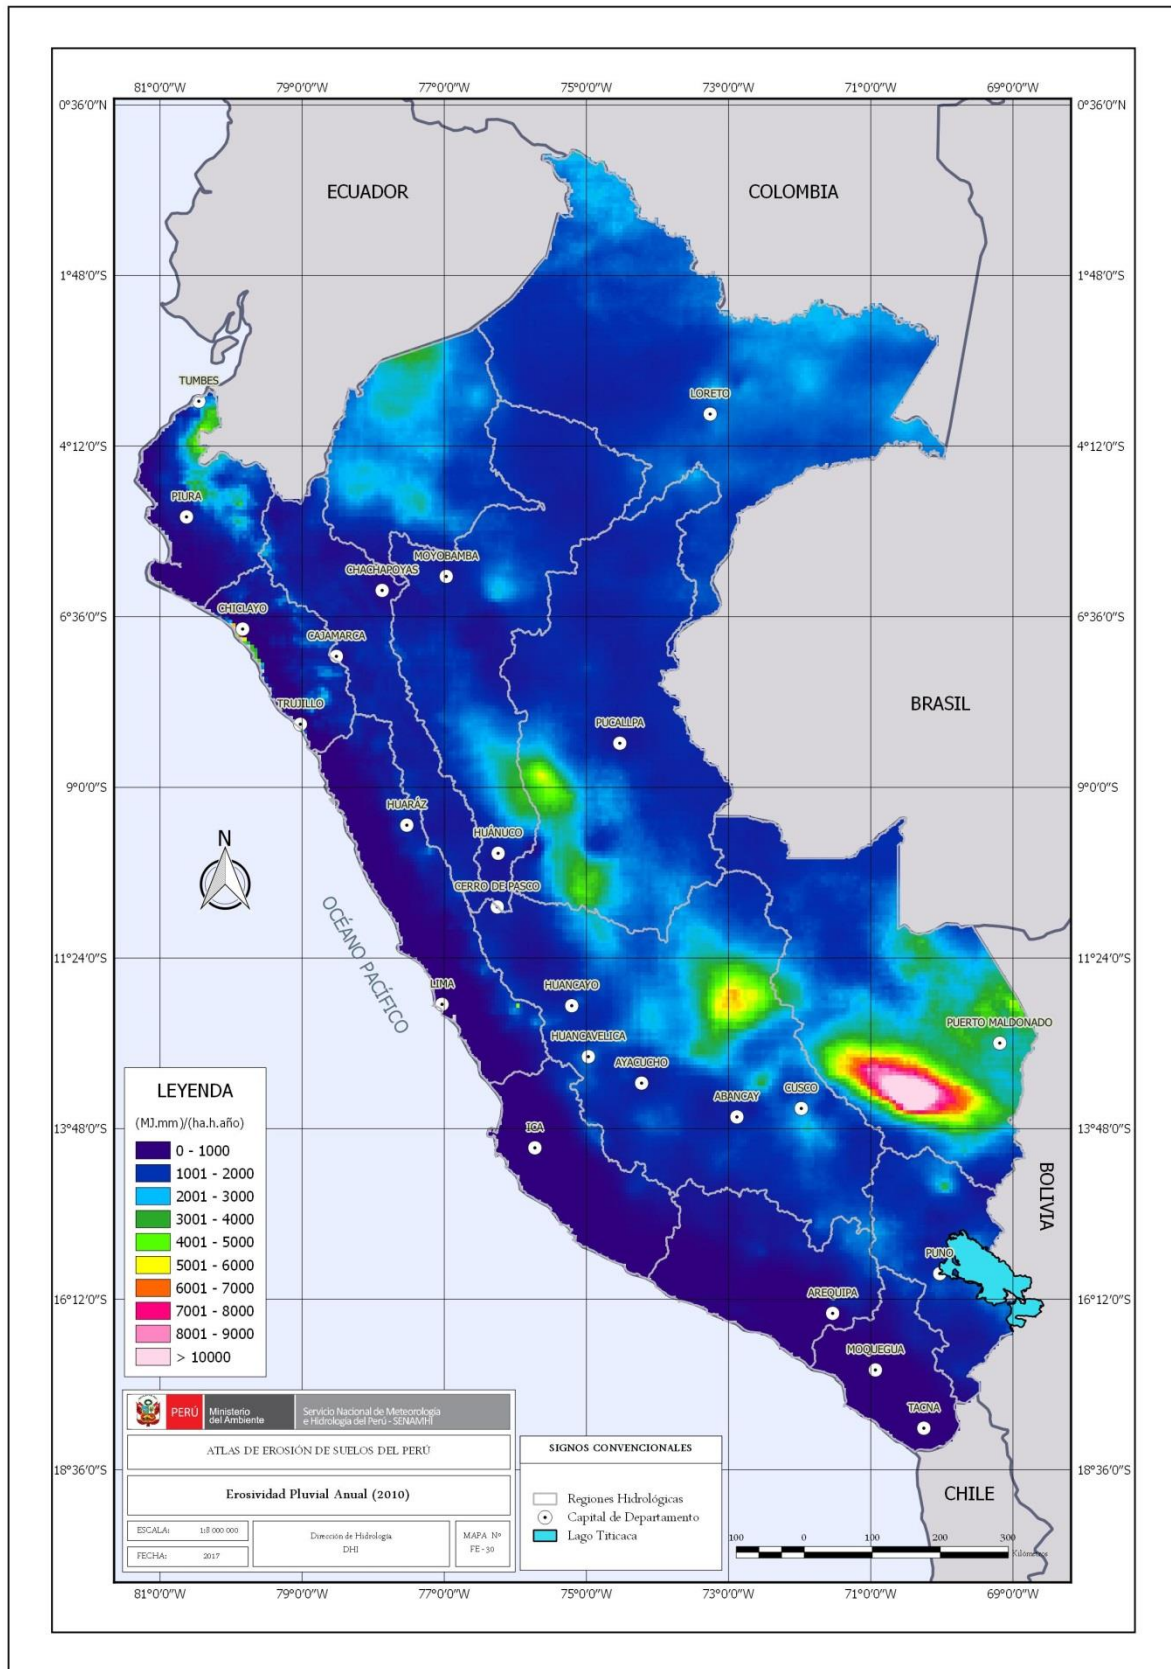 81°0'0"W 79°0'0"W 77°0'0"W 75°0'0"W 73°0'0"W 71°0'0"W 69°0'0"W
0°36'0"N 0°36'0"N
ECUADOR
COLOMBIA
1°48'0"S 1°48'0"S
TUMBES
LORETO
4°12'0"S 4°12'0"S
PIURA
MOYOBAMBA
CHACHAPOYAS
CHICLAYO
6°36'0"S 6°36'0"S
CAJAMARCA
TRUJILLO
BRASIL
PUCALLPA
9°0'0"S 9°0'0"S
HUARÁZ
HUÁNUCO
N
CERRO DE PASCO
OCÉANO PACÍFICO
11°24'0"S 11°24'0"S
LIMA
HUANCAYO
PUERTO MALDONADO
HUANCAVELICA
AYACUCHO
CUSCO
ABANCAY
ICA
13°48'0"S 13°48'0"S
BOLIVIA
PUNO
AREQUIPA
16°12'0"S 16°12'0"S
MOQUEGUA
TACNA
CHILE
18°36'0"S 18°36'0"S
LEYENDA
(MJ.mm)/(ha.h.año)
0 - 1000
1001 - 2000
2001 - 3000
3001 - 4000
4001 - 5000
5001 - 6000
6001 - 7000
7001 - 8000
8001 - 9000
> 10000
PERÚ
Ministerio
del Ambiente
Servicio Nacional de Meteorología
e Hidrología del Perú - SENAMHI
ATLAS DE EROSIÓN DE SUELOS DEL PERÚ
Erosividad Pluvial Anual (2010)
ESCALA: 1:8 000 000
FECHA: 2017
Dirección de Hidrología
DHI
MAPA Nº
FE - 30
SIGNOS CONVENCIONALES
Regiones Hidrológicas
Capital de Departamento
Lago Titicaca
100 0 100 200 300
Kilómetros
81°0'0"W 79°0'0"W 77°0'0"W 75°0'0"W 73°0'0"W 71°0'0"W 69°0'0"W